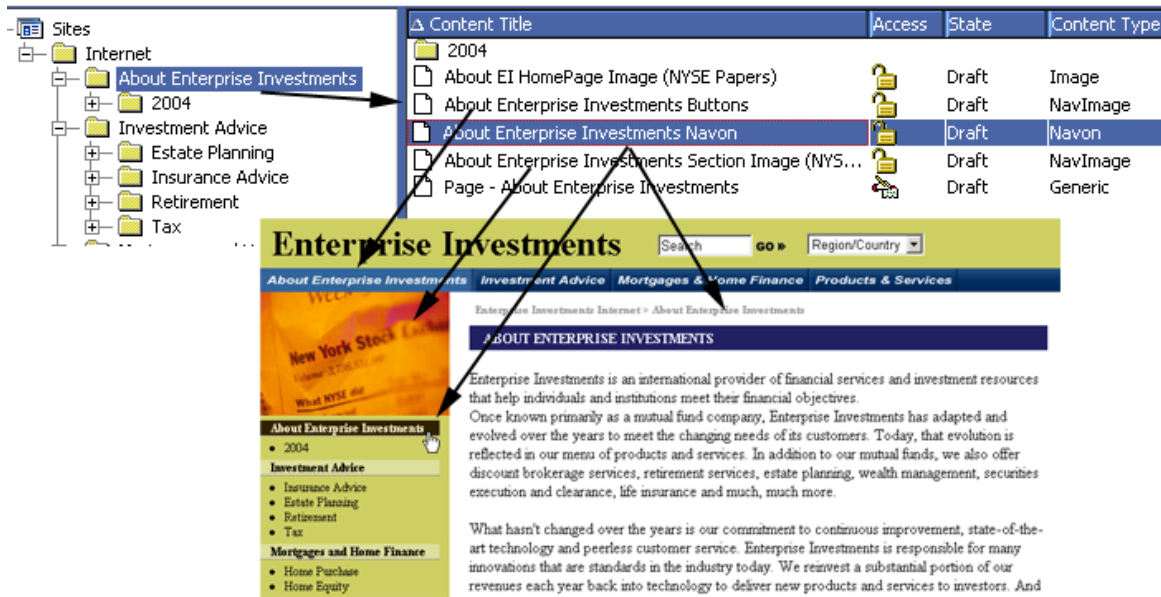 Sites
Internet
About Enterprise Investments
2004
Investment Advice
Estate Planning
Insurance Advice
Retirement
Tax
Content Title Access State Content Type
2004
About EI HomePage Image (NYSE Papers) Draft Image
About Enterprise Investments Buttons Draft NavImage
About Enterprise Investments Navon Draft Navon
About Enterprise Investments Section Image (NYS... Draft NavImage
Page - About Enterprise Investments Draft Generic
Enterprise Investments Search GO » Region/Country
About Enterprise Investments Investment Advice Mortgages & Home Finance Products & Services
New York Stock
What NYSE did
About Enterprise Investments
• 2004
Investment Advice
• Insurance Advice
• Estate Planning
• Retirement
• Tax
Mortgages and Home Finance
• Home Purchase
• Home Equity
Enterprise Investments Internet > About Enterprise Investments
ABOUT ENTERPRISE INVESTMENTS
Enterprise Investments is an international provider of financial services and investment resources
that help individuals and institutions meet their financial objectives.
Once known primarily as a mutual fund company, Enterprise Investments has adapted and
evolved over the years to meet the changing needs of its customers. Today, that evolution is
reflected in our menu of products and services. In addition to our mutual funds, we also offer
discount brokerage services, retirement services, estate planning, wealth management, securities
execution and clearance, life insurance and much, much more.
What hasn't changed over the years is our commitment to continuous improvement, state-of-the-
art technology and peerless customer service. Enterprise Investments is responsible for many
innovations that are standards in the industry today. We reinvest a substantial portion of our
revenues each year back into technology to deliver new products and services to investors. And